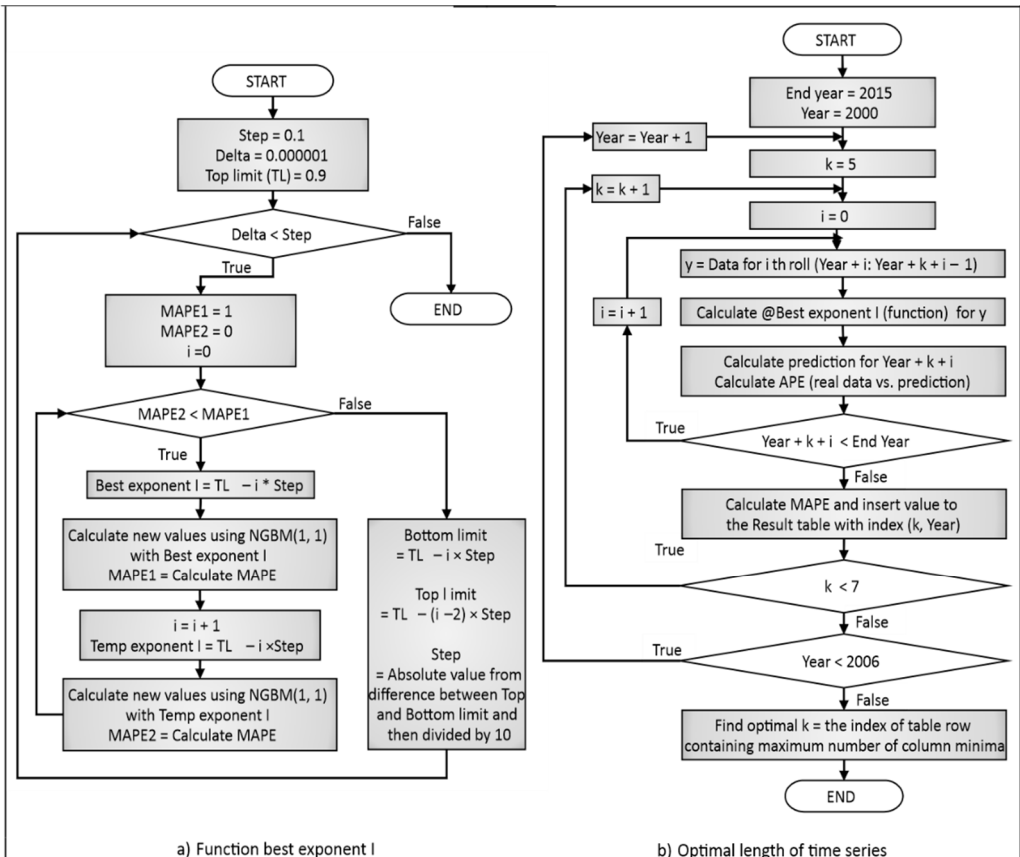 START
Step = 0.1
Delta = 0.000001
Top limit (TL) = 0.9
Delta < Step
False
True
END
MAPE1 = 1
MAPE2 = 0
i =0
MAPE2 < MAPE1
False
True
Best exponent l = TL – i * Step
Calculate new values using NGBM(1, 1)
with Best exponent l
MAPE1 = Calculate MAPE
i = i + 1
Temp exponent l = TL – i ×Step
Calculate new values using NGBM(1, 1)
with Temp exponent l
MAPE2 = Calculate MAPE
Bottom limit
= TL – i × Step
Top l imit
= TL – (i –2) × Step
Step
= Absolute value from
difference between Top
and Bottom limit and
then divided by 10
a) Function best exponent l
START
End year = 2015
Year = 2000
Year = Year + 1
k = 5
k = k + 1
i = 0
y = Data for i th roll (Year + i: Year + k + i – 1)
i = i + 1
Calculate @Best exponent l (function) for y
Calculate prediction for Year + k + i
Calculate APE (real data vs. prediction)
True
Year + k + i < End Year
False
Calculate MAPE and insert value to
the Result table with index (k, Year)
True
k < 7
False
True
Year < 2006
False
Find optimal k = the index of table row
containing maximum number of column minima
END
b) Optimal length of time series